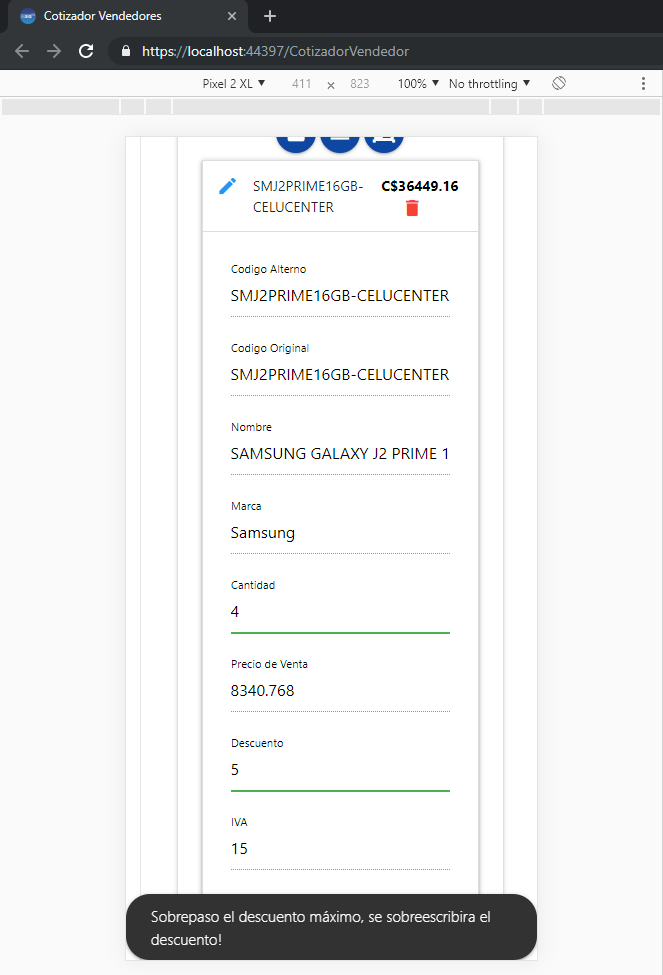 Cotizador Vendedores
https://localhost:44397/CotizadorVendedor
Pixel 2 XL ▼ 411 × 823 100% ▼ No throttling ▼
SMJ2PRIME16GB-
CELUCENTER
C$36449.16
Codigo Alterno
SMJ2PRIME16GB-CELUCENTER
Codigo Original
SMJ2PRIME16GB-CELUCENTER
Nombre
SAMSUNG GALAXY J2 PRIME 1
Marca
Samsung
Cantidad
4
Precio de Venta
8340.768
Descuento
5
IVA
15
Sobrepaso el descuento máximo, se sobreescribira el
descuento!